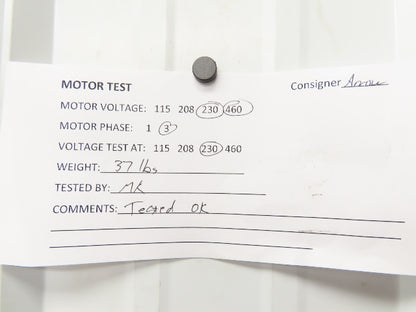 MOTOR TEST Consigner Arrow
MOTOR VOLTAGE: 115 208 230 460
MOTOR PHASE: 1 3
VOLTAGE TEST AT: 115 208 230 460
WEIGHT: 37 lbs
TESTED BY: MK
COMMENTS: Tested OK